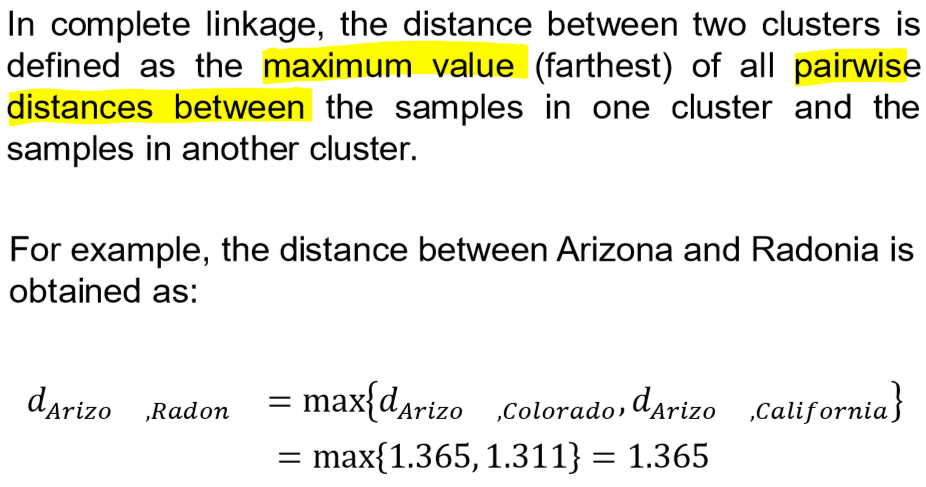 In complete linkage, the distance between two clusters is
defined as the maximum value (farthest) of all pairwise
distances between the samples in one cluster and the
samples in another cluster.
For example, the distance between Arizona and Radonia is
obtained as:
d_{Arizo ,Radon} = max{d_{Arizo ,Colorado}, d_{Arizo ,California}}
= max{1.365, 1.311} = 1.365